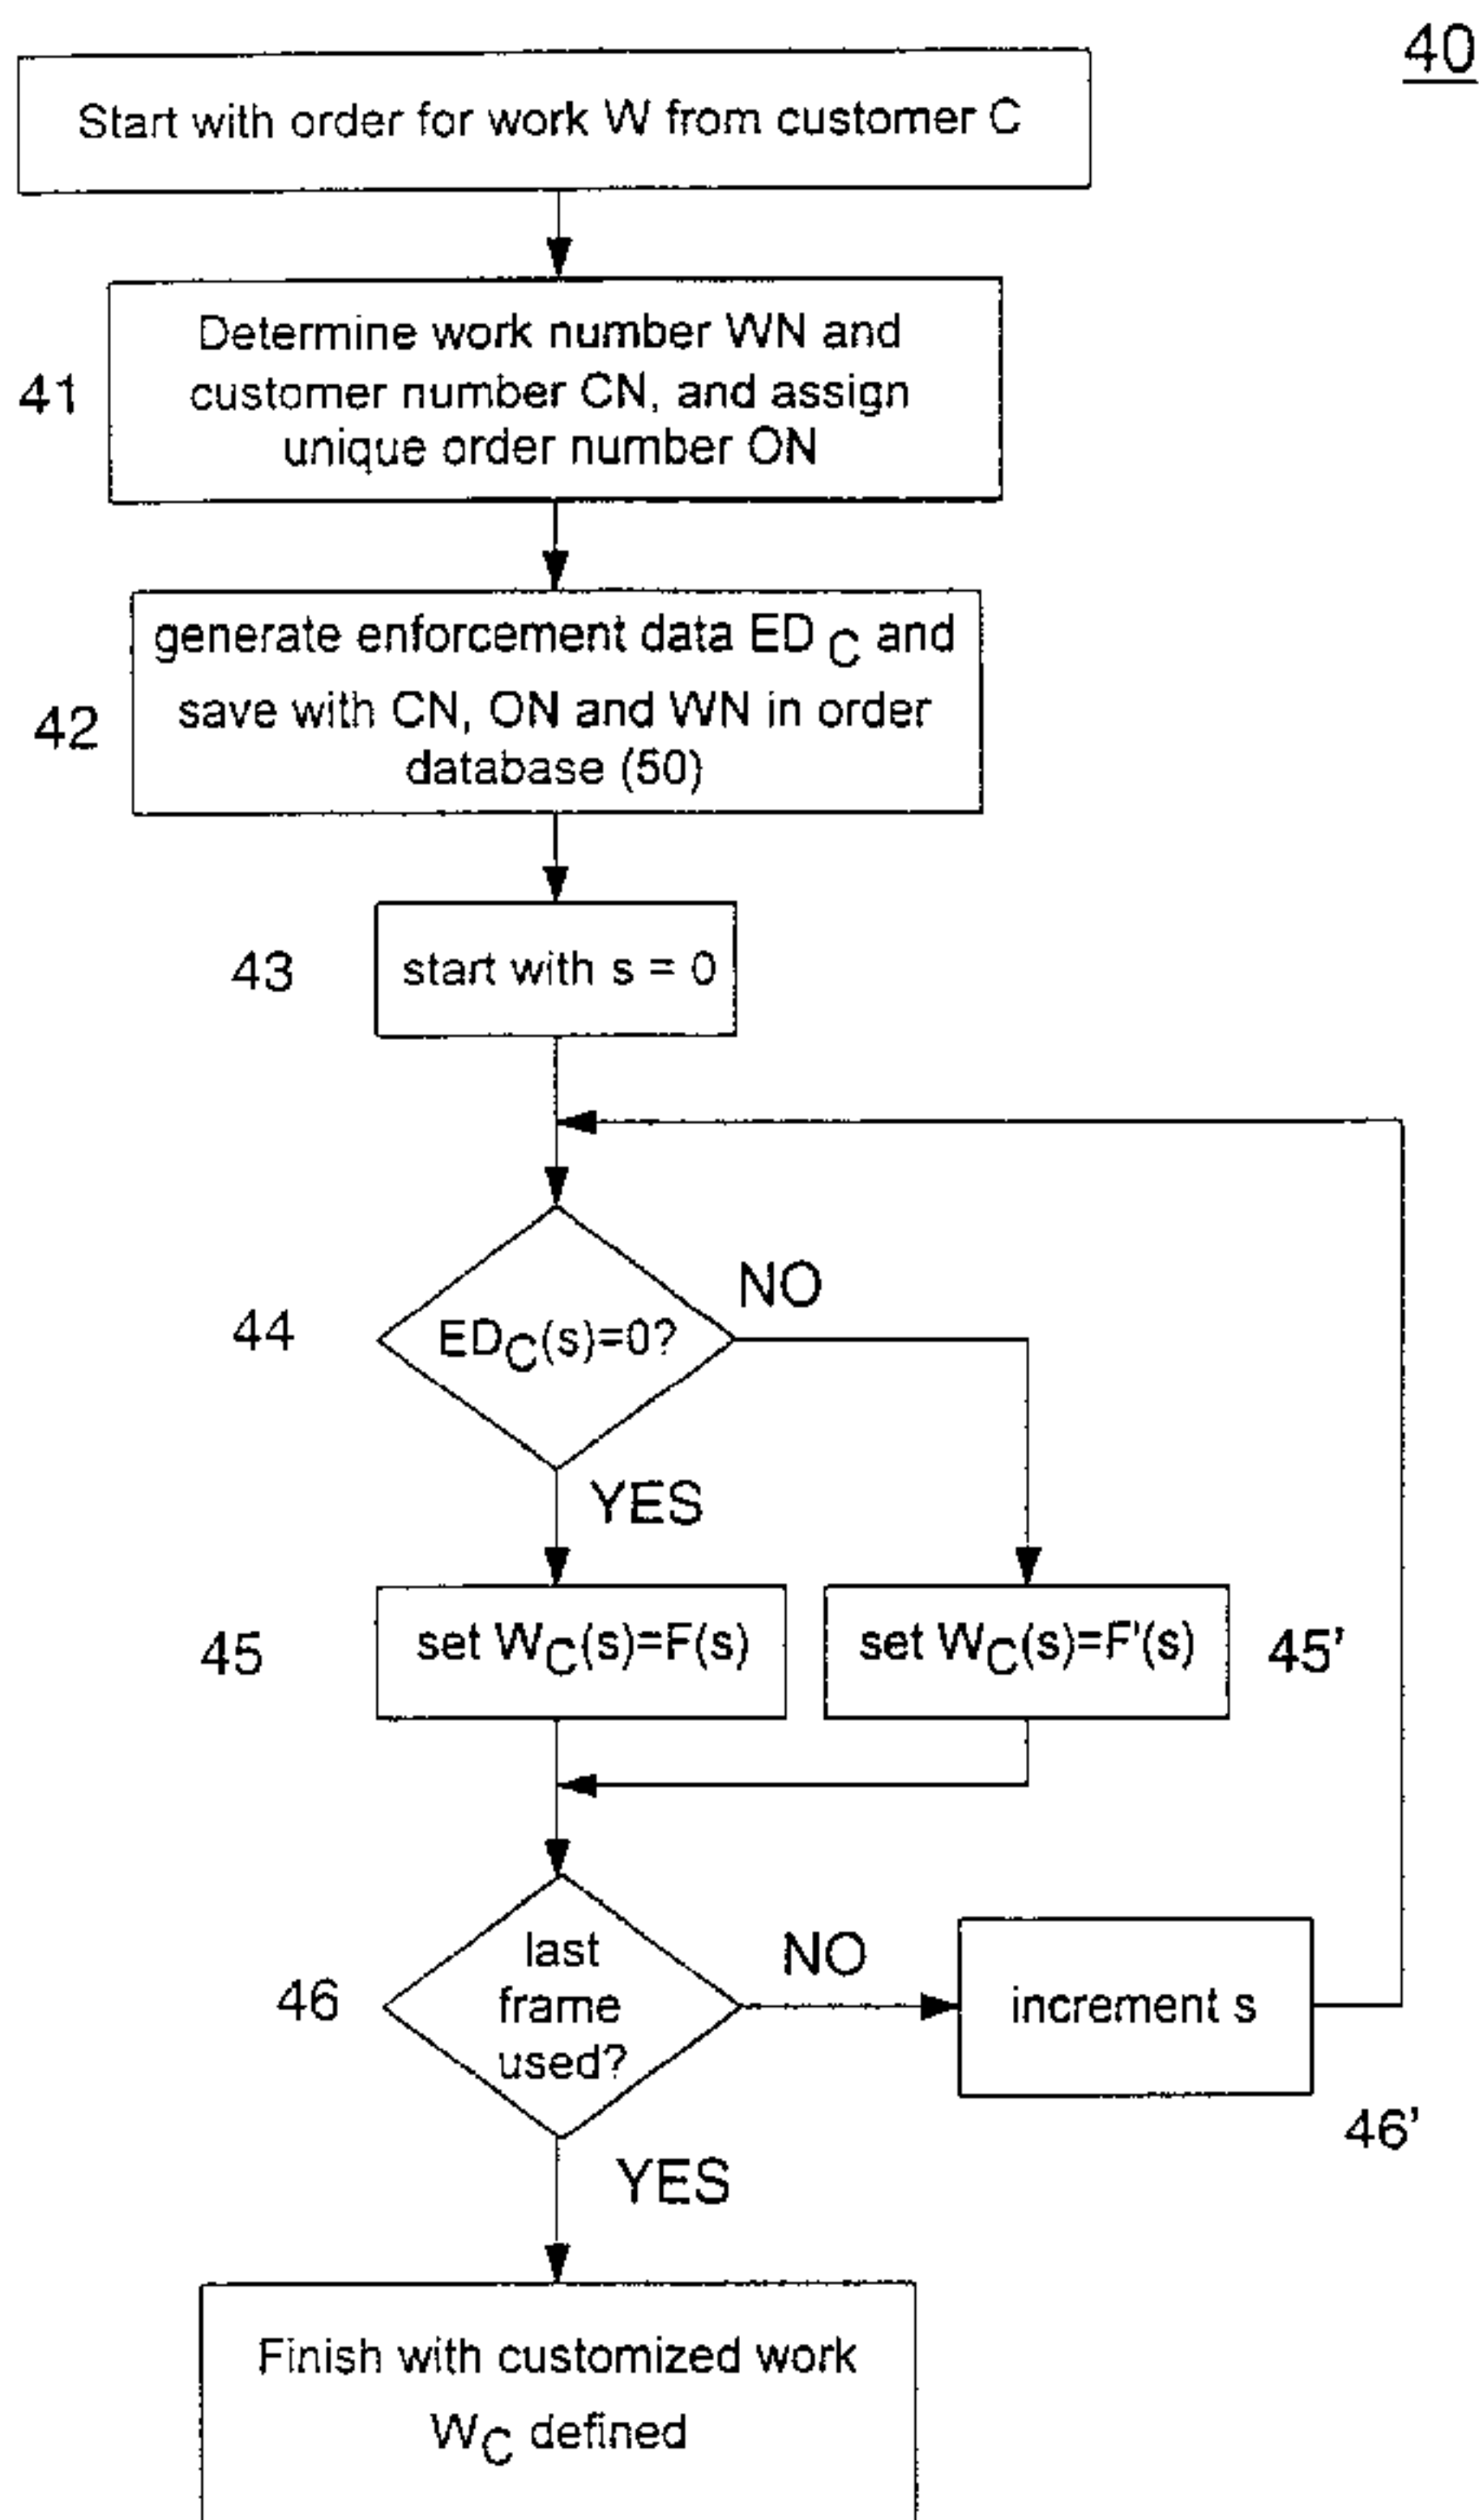 40
Start with order for work W from customer C
Determine work number WN and
customer number CN, and assign
unique order number ON
41
generate enforcement data EDC and
save with CN, ON and WN in order
database (50)
42
43
start with s = 0
44
EDC(s)=0?
NO
YES
45
set WC(s)=F(s)
set WC(s)=F'(s)
45'
46
last
frame
used?
NO
increment s
46'
YES
Finish with customized work
WC defined